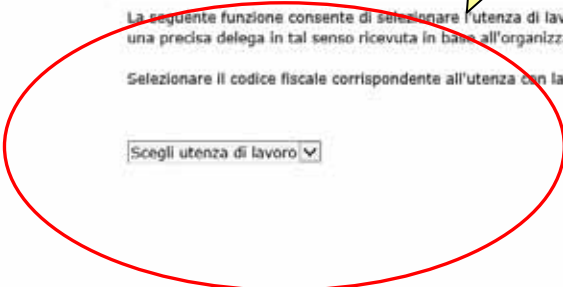 La seguente funzione consente di selezionare l'utenza di lav
una precisa delega in tal senso ricevuta in base all'organizz
Selezionare il codice fiscale corrispondente all'utenza con la
Scegli utenza di lavoro